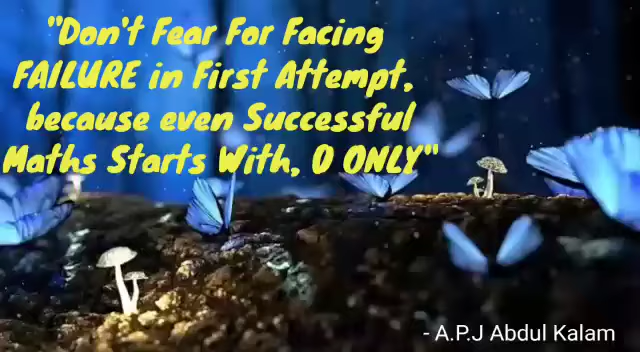 "Don't Fear For Facing
FAILURE in First Attempt,
because even Successful
Maths Starts With, 0 ONLY"
- A.P.J Abdul Kalam